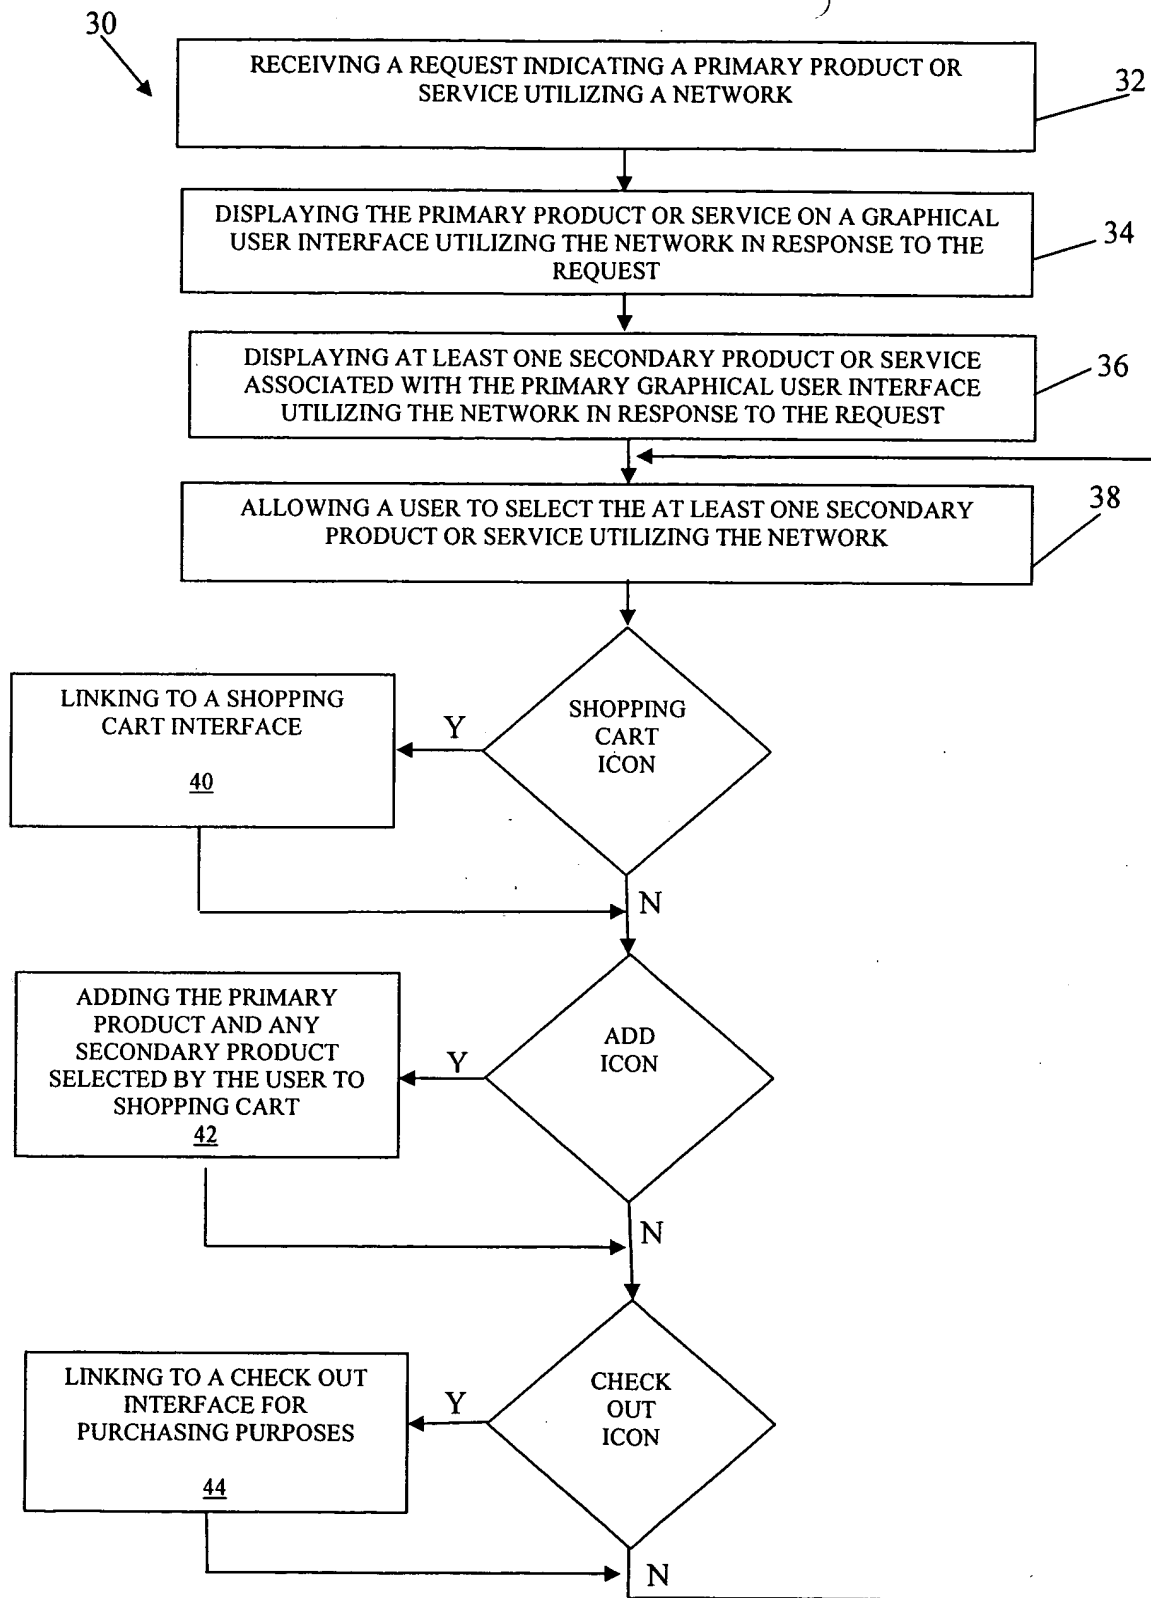 30
RECEIVING A REQUEST INDICATING A PRIMARY PRODUCT OR
SERVICE UTILIZING A NETWORK
32
DISPLAYING THE PRIMARY PRODUCT OR SERVICE ON A GRAPHICAL
USER INTERFACE UTILIZING THE NETWORK IN RESPONSE TO THE
REQUEST
34
DISPLAYING AT LEAST ONE SECONDARY PRODUCT OR SERVICE
ASSOCIATED WITH THE PRIMARY GRAPHICAL USER INTERFACE
UTILIZING THE NETWORK IN RESPONSE TO THE REQUEST
36
ALLOWING A USER TO SELECT THE AT LEAST ONE SECONDARY
PRODUCT OR SERVICE UTILIZING THE NETWORK
38
LINKING TO A SHOPPING
CART INTERFACE
40
Y
SHOPPING
CART
ICON
N
ADDING THE PRIMARY
PRODUCT AND ANY
SECONDARY PRODUCT
SELECTED BY THE USER TO
SHOPPING CART
42
Y
ADD
ICON
N
LINKING TO A CHECK OUT
INTERFACE FOR
PURCHASING PURPOSES
44
Y
CHECK
OUT
ICON
N